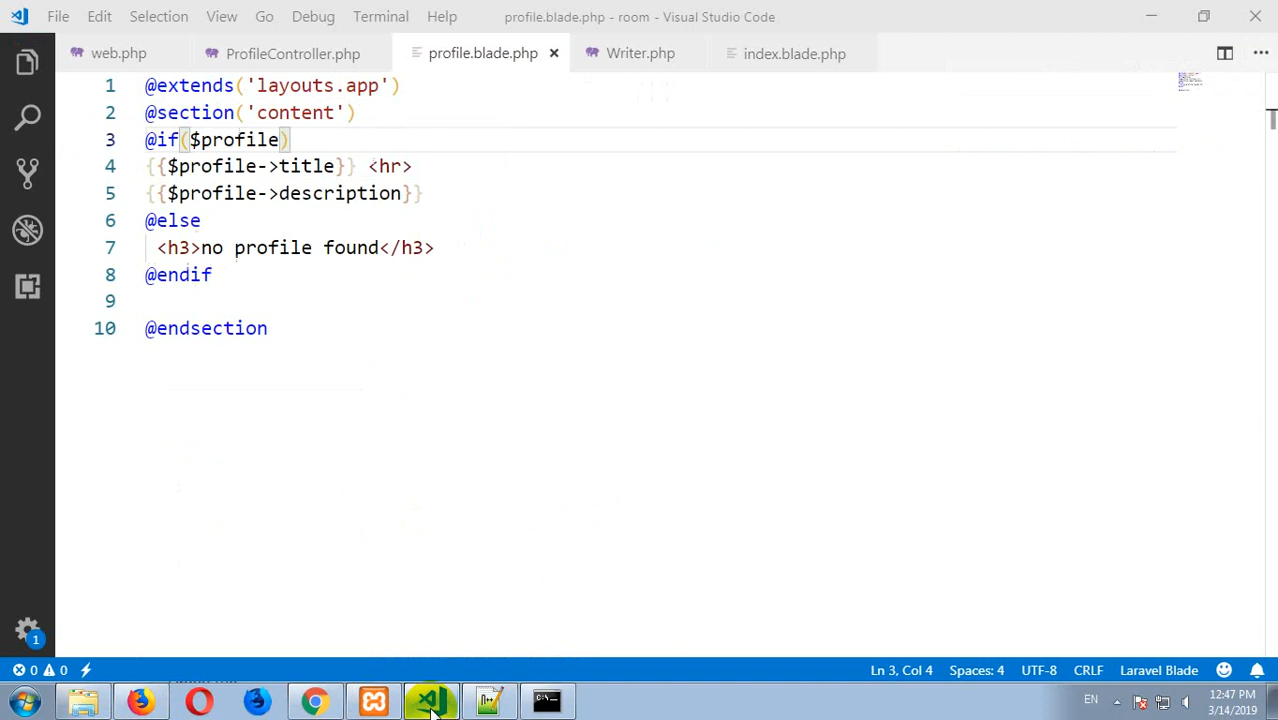 File Edit Selection View Go Debug Terminal Help profile.blade.php - room - Visual Studio Code
web.php ProfileController.php profile.blade.php Writer.php index.blade.php
1 @extends('layouts.app')
2 @section('content')
3 @if($profile)
4 {{$profile->title}} <hr>
5 {{$profile->description}}
6 @else
7 <h3>no profile found</h3>
8 @endif
9
10 @endsection
1
0 0 Ln 3, Col 4 Spaces: 4 UTF-8 CRLF Laravel Blade
EN 12:47 PM
3/14/2019